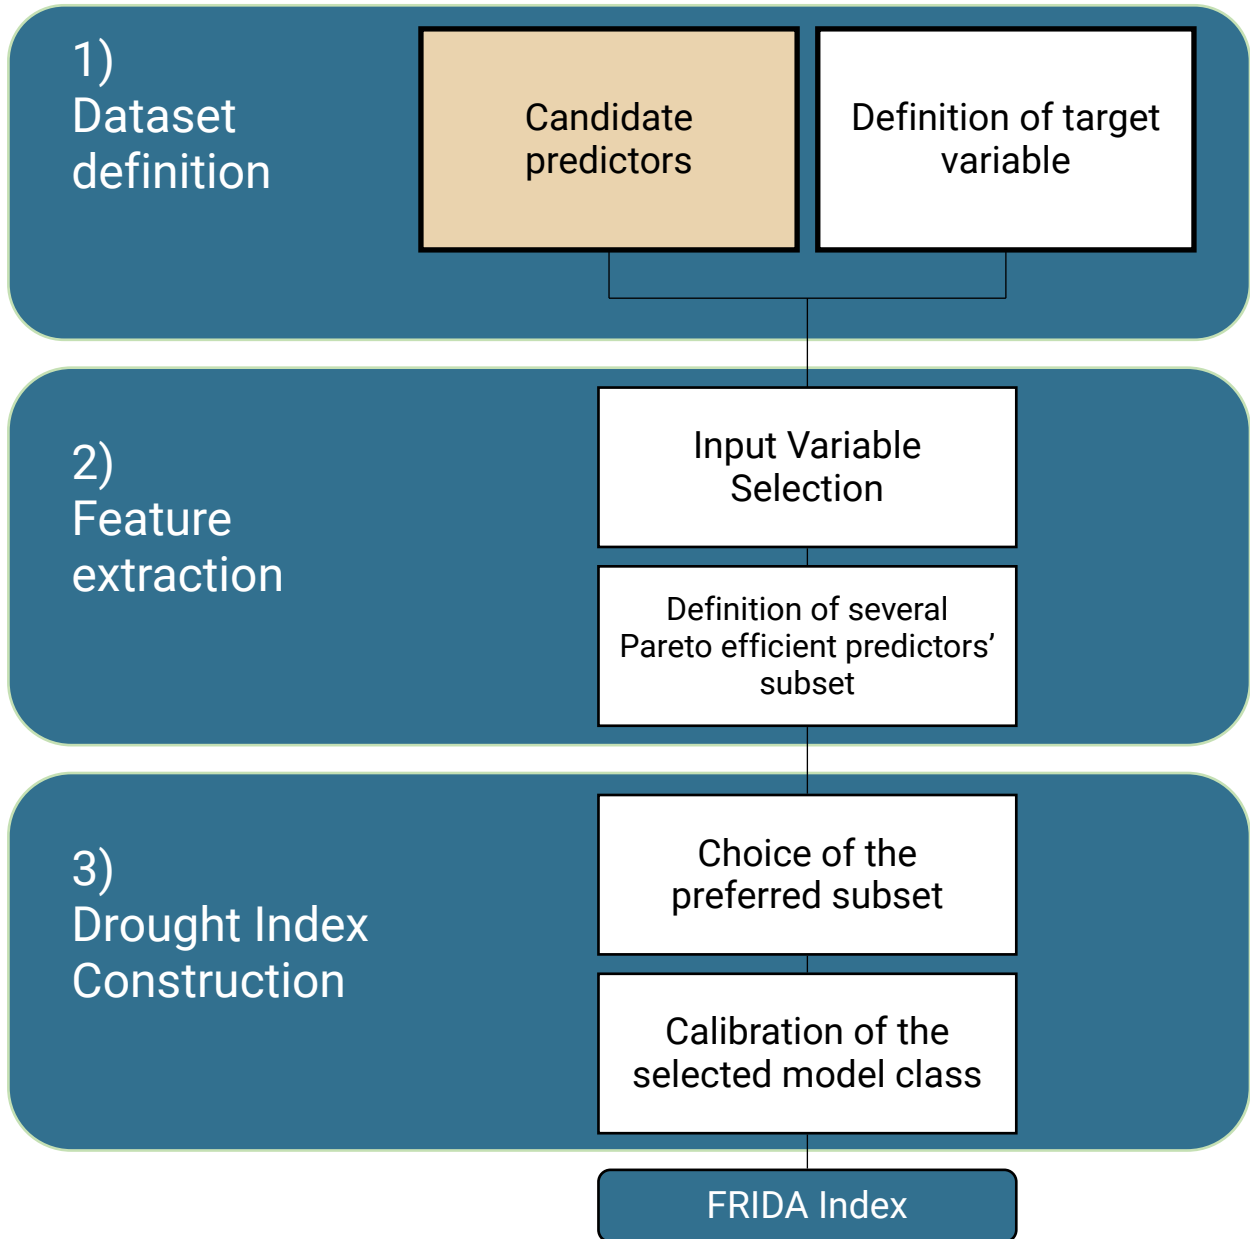 1)
Dataset
definition
Candidate
predictors
Definition of target
variable
2)
Feature
extraction
Input Variable
Selection
Definition of several
Pareto efficient predictors’
subset
3)
Drought Index
Construction
Choice of the
preferred subset
Calibration of the
selected model class
FRIDA Index